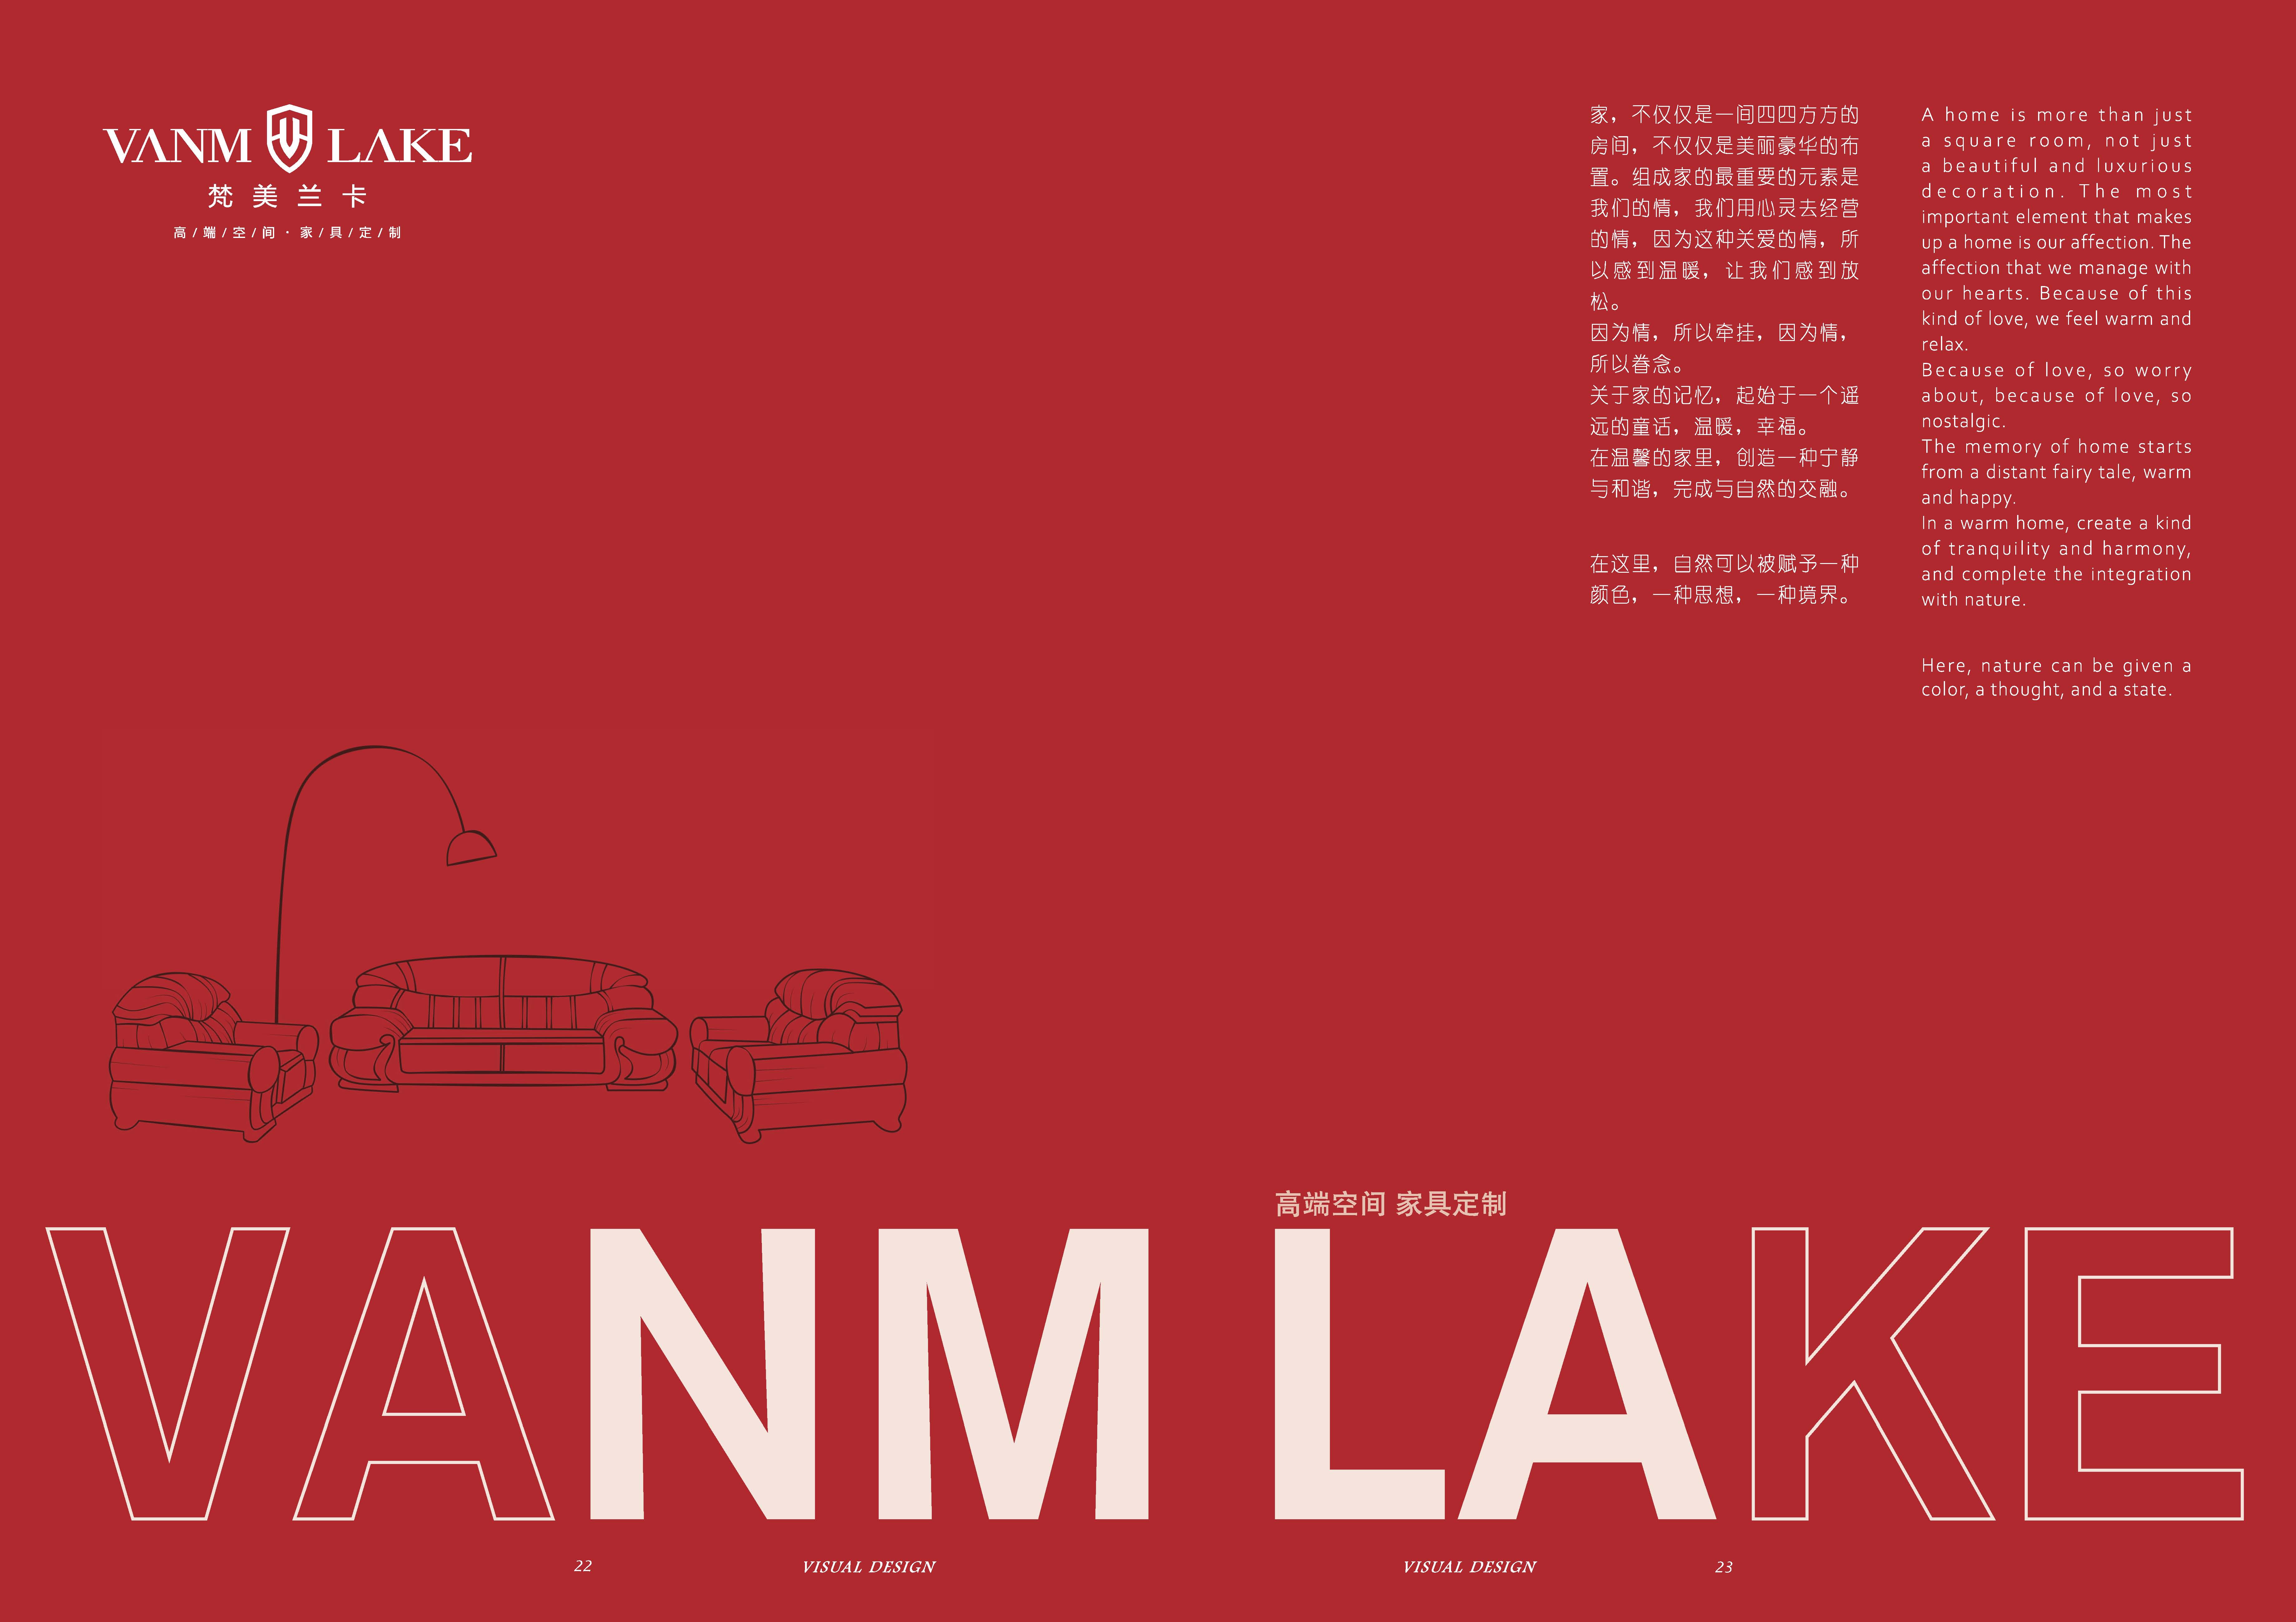 VANM LAKE
梵美兰卡
高/端/空/间·家/具/定/制
家，不仅仅是一间四四方方的
房间，不仅仅是美丽豪华的布
置。组成家的最重要的元素是
我们的情，我们用心灵去经营
的情，因为这种关爱的情，所
以感到温暖，让我们感到放
松。
因为情，所以牵挂，因为情，
所以眷念。
关于家的记忆，起始于一个遥
远的童话，温暖，幸福。
在温馨的家里，创造一种宁静
与和谐，完成与自然的交融。
在这里，自然可以被赋予一种
颜色，一种思想，一种境界。
A home is more than just
a square room, not just
a beautiful and luxurious
decoration. The most
important element that makes
up a home is our affection. The
affection that we manage with
our hearts. Because of this
kind of love, we feel warm and
relax.
Because of love, so worry
about, because of love, so
nostalgic.
The memory of home starts
from a distant fairy tale, warm
and happy.
In a warm home, create a kind
of tranquility and harmony,
and complete the integration
with nature.
Here, nature can be given a
color, a thought, and a state.
高端空间 家具定制
VANM LAKE
22
VISUAL DESIGN
VISUAL DESIGN
23